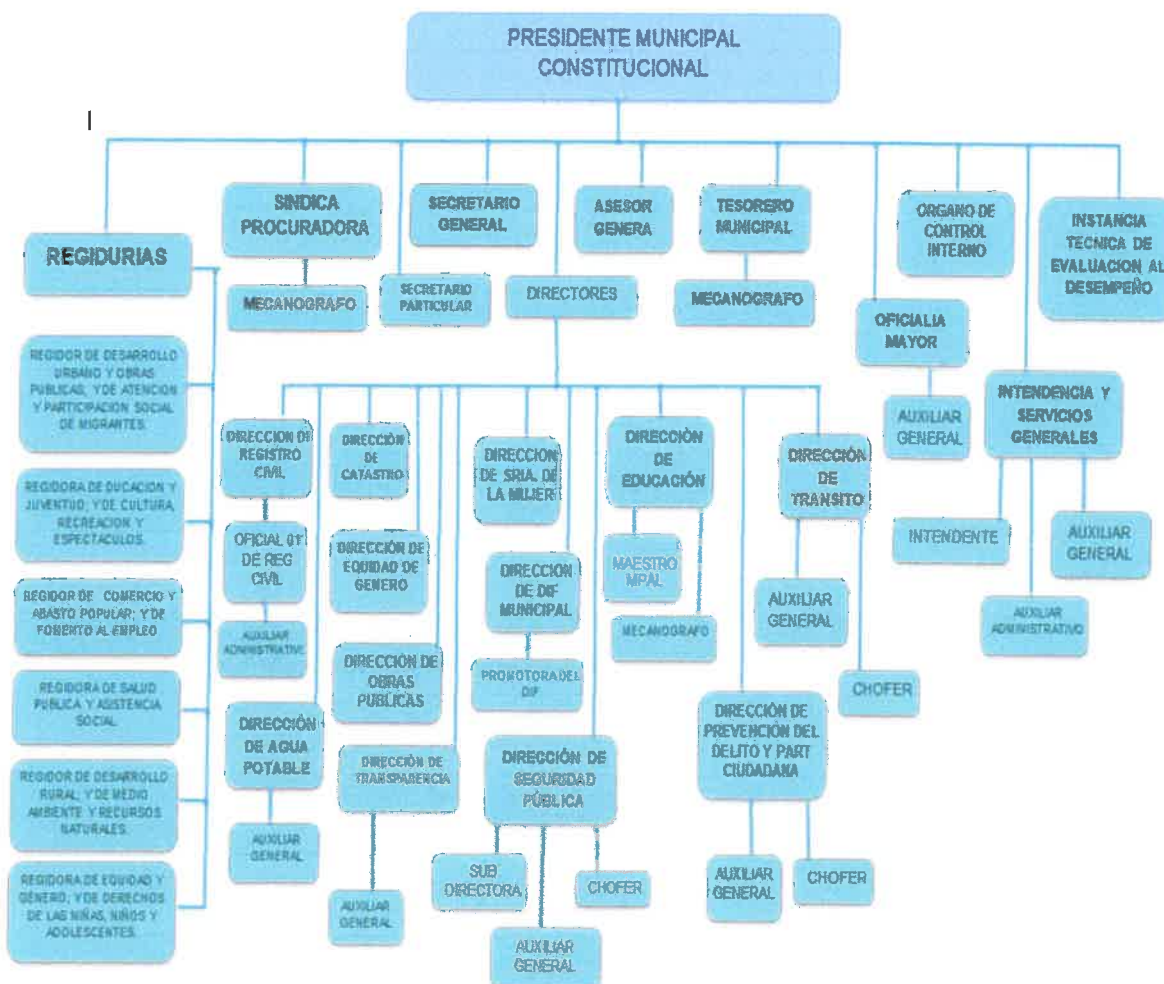 PRESIDENTE MUNICIPAL
CONSTITUCIONAL
REGIDURIAS
SINDICA
PROCURADORA
MECANOGRAFO
SECRETARIO
GENERAL
SECRETARIO
PARTICULAR
ASESOR
GENERA
DIRECTORES
TESORERO
MUNICIPAL
MECANOGRAFO
ORGANO DE
CONTROL
INTERNO
INSTANCIA
TECNICA DE
EVALUACION AL
DESEMPEÑO
OFICIALIA
MAYOR
AUXILIAR
GENERAL
INTENDENCIA Y
SERVICIOS
GENERALES
INTENDENTE
AUXILIAR
GENERAL
AUXILIAR
ADMINISTRATIVO
REGIDOR DE DESARROLLO
URBANO Y OBRAS
PUBLICAS; Y DE ATENCION
Y PARTICIPACION SOCIAL
DE MIGRANTES.
REGIDORA DE DUCACION Y
JUVENTUD; Y DE CULTURA,
RECREACION Y
ESPECTACULOS.
REGIDOR DE COMERCIO Y
ABASTO POPULAR; Y DE
FOMENTO AL EMPLEO
REGIDORA DE SALUD
PUBLICA Y ASISTENCIA
SOCIAL
REGIDOR DE DESARROLLO
RURAL; Y DE MEDIO
AMBIENTE Y RECURSOS
NATURALES.
REGIDORA DE EQUIDAD Y
GÉNERO; Y DE DERECHOS
DE LAS NIÑAS, NIÑOS Y
ADOLESCENTES.
DIRECCION DE
REGISTRO
CIVIL
OFICIAL 01
DE REG
CIVIL
AUXILIAR
ADMINISTRATIVO
DIRECCIÓN
DE AGUA
POTABLE
AUXILIAR
GENERAL
DIRECCIÓN
DE
CATASTRO
DIRECCIÓN DE
EQUIDAD DE
GENERO
DIRECCIÓN DE
OBRAS
PUBLICAS
DIRECCIÓN DE
TRANSPARENCIA
AUXILIAR
GENERAL
DIRECCION
DE SRIA. DE
LA MUJER
DIRECCION
DE DIF
MUNICIPAL
PROMOTORA DEL
DIF
DIRECCIÓN DE
SEGURIDAD
PÚBLICA
SUB
DIRECTORA
AUXILIAR
GENERAL
CHOFER
DIRECCIÓN
DE
EDUCACIÓN
MAESTRO
MPAL
MECANOGRAFO
DIRECCIÓN
DE
TRANSITO
AUXILIAR
GENERAL
CHOFER
DIRECCIÓN DE
PREVENCIÓN DEL
DELITO Y PART
CIUDADANA
AUXILIAR
GENERAL
CHOFER